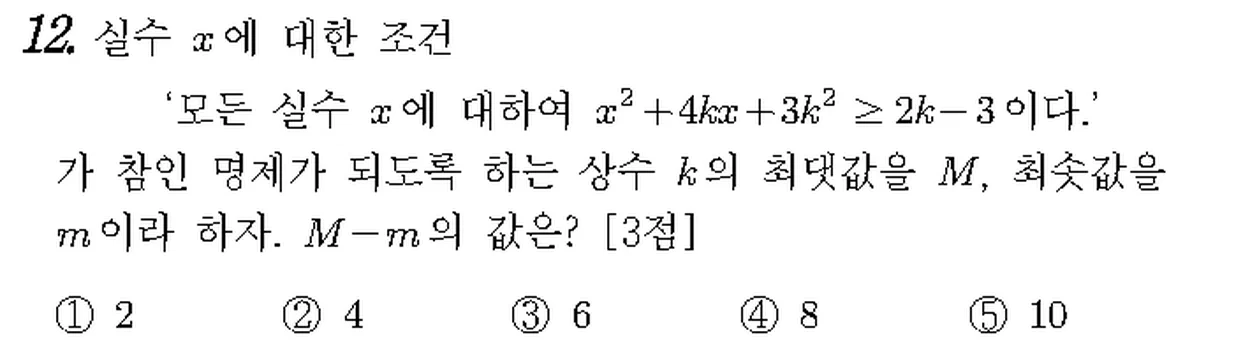 12. 실수 x에 대한 조건
‘모든 실수 x에 대하여 x²+4kx+3k² ≥ 2k-3이다.’
가 참인 명제가 되도록 하는 상수 k의 최댓값을 M, 최솟값을
m이라 하자. M-m의 값은? [3점]
① 2 ② 4 ③ 6 ④ 8 ⑤ 10